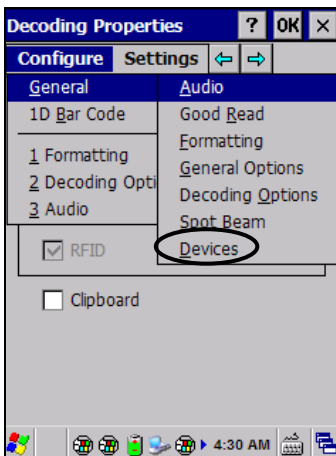 Decoding Properties ? OK ×
Configure Settings
General
1D Bar Code
1 Formatting
2 Decoding Opti
3 Audio
Audio
Good Read
Formatting
General Options
Decoding Options
Spot Beam
Devices
RFID
Clipboard
4:30 AM